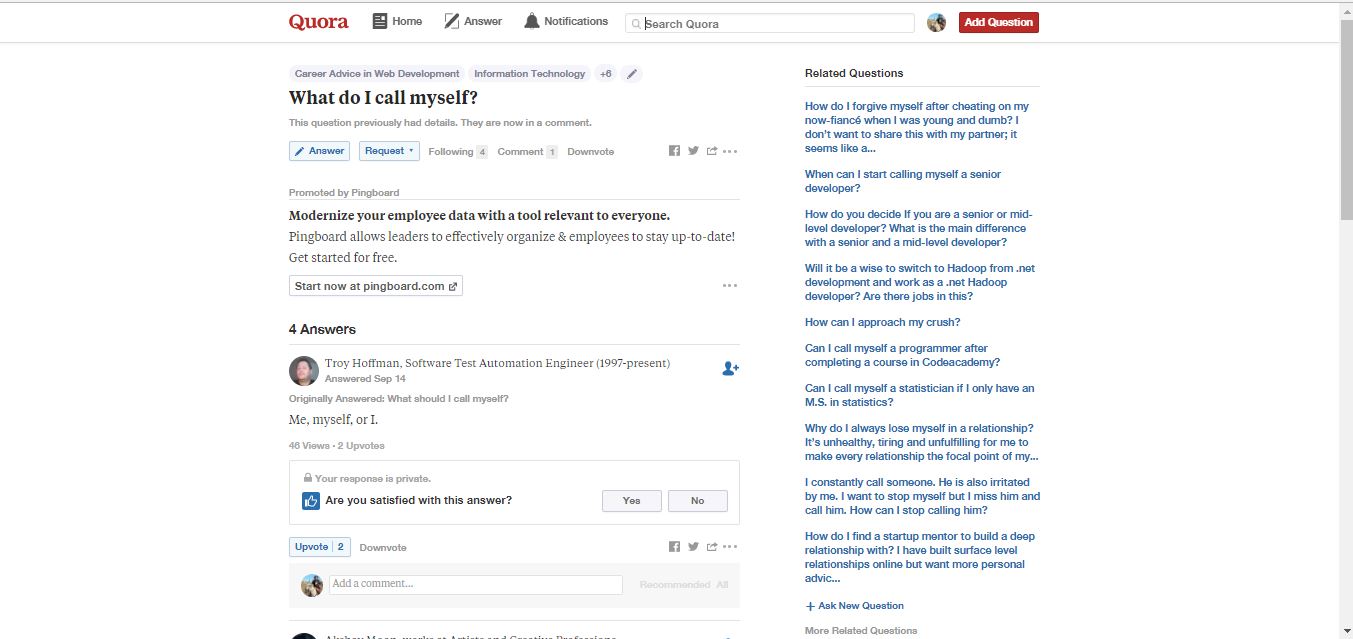 Quora
Home
Answer
Notifications
Search Quora
Add Question
Career Advice in Web Development
Information Technology
+6
What do I call myself?
This question previously had details. They are now in a comment.
Answer
Request
Following 4
Comment 1
Downvote
Promoted by Pingboard
Modernize your employee data with a tool relevant to everyone.
Pingboard allows leaders to effectively organize & employees to stay up-to-date!
Get started for free.
Start now at pingboard.com
4 Answers
Troy Hoffman, Software Test Automation Engineer (1997-present)
Answered Sep 14
Originally Answered: What should I call myself?
Me, myself, or I.
46 Views • 2 Upvotes
Your response is private.
Are you satisfied with this answer?
Yes
No
Upvote 2
Downvote
Add a comment...
Recommended All
Related Questions
How do I forgive myself after cheating on my
now-fiancé when I was young and dumb? I
don't want to share this with my partner; it
seems like a...
When can I start calling myself a senior
developer?
How do you decide If you are a senior or mid-
level developer? What is the main difference
with a senior and a mid-level developer?
Will it be a wise to switch to Hadoop from .net
development and work as a .net Hadoop
developer? Are there jobs in this?
How can I approach my crush?
Can I call myself a programmer after
completing a course in Codeacademy?
Can I call myself a statistician if I only have an
M.S. in statistics?
Why do I always lose myself in a relationship?
It's unhealthy, tiring and unfulfilling for me to
make every relationship the focal point of my...
I constantly call someone. He is also irritated
by me. I want to stop myself but I miss him and
call him. How can I stop calling him?
How do I find a startup mentor to build a deep
relationship with? I have built surface level
relationships online but want more personal
advic...
+ Ask New Question
More Related Questions